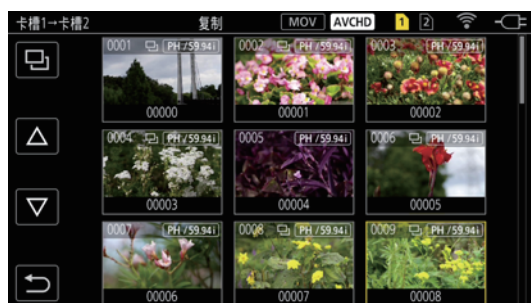 卡槽1→卡槽2 复制 MOV AVCHD 1 2
0001 PH/59.94i 0002 PH/59.94i 0003 PH/59.94i
00000 00001 00002
0004 PH/59.94i 0005 PH/59.94i 0006 PH/59.94i
00003 00004 00005
0007 PH/59.94i 0008 PH/59.94i 0009 PH/59.94i
00006 00007 00008